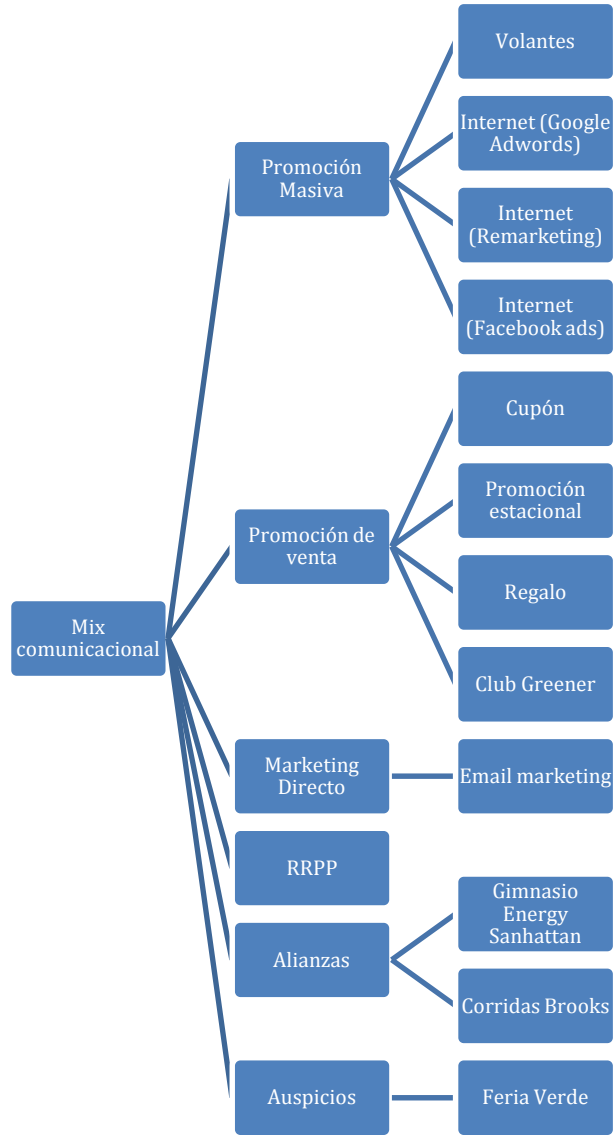 Mix
comunicacional
Promoción
Masiva
Volantes
Internet (Google
Adwords)
Internet
(Remarketing)
Internet
(Facebook ads)
Promoción de
venta
Cupón
Promoción
estacional
Regalo
Club Greener
Marketing
Directo
Email marketing
RRPP
Alianzas
Gimnasio
Energy
Sanhattan
Corridas Brooks
Auspicios
Feria Verde